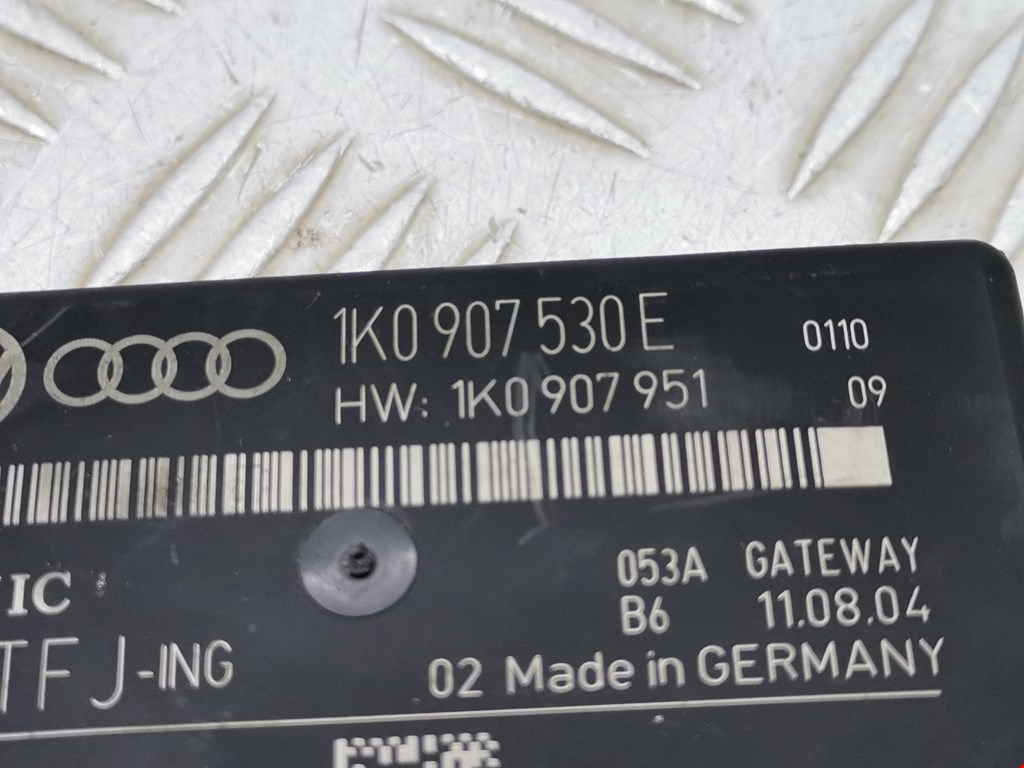 1K0 907 530 E 0110
HW: 1K0 907 951 09
053A GATEWAY
IC B6 11.08.04
TF J-ING
02 Made in GERMANY